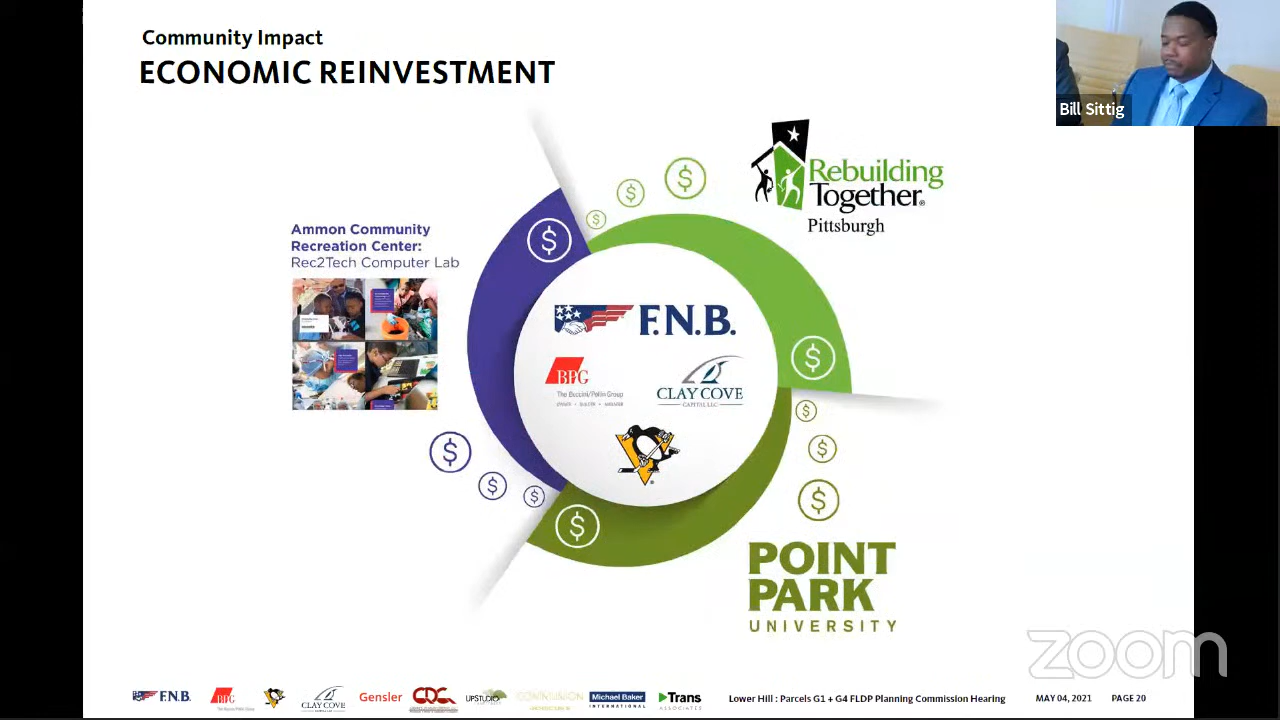 Community Impact
ECONOMIC REINVESTMENT
Bill Sittig
Rebuilding
Together®
Pittsburgh
Ammon Community
Recreation Center:
Rec2Tech Computer Lab
F.N.B.
BPG
The Buccini/Pollin Group
CLAY COVE
CAPITAL, LLC
POINT
PARK
UNIVERSITY
zoom
F.N.B.
BPG
CLAY COVE
Gensler
CDC
UPSTUDIO
Michael Baker
INTERNATIONAL
Trans
ASSOCIATES
Lower Hill : Parcels G1 + G4 FLDP Planning Commission Hearing
MAY 04, 2021
PAGE 20